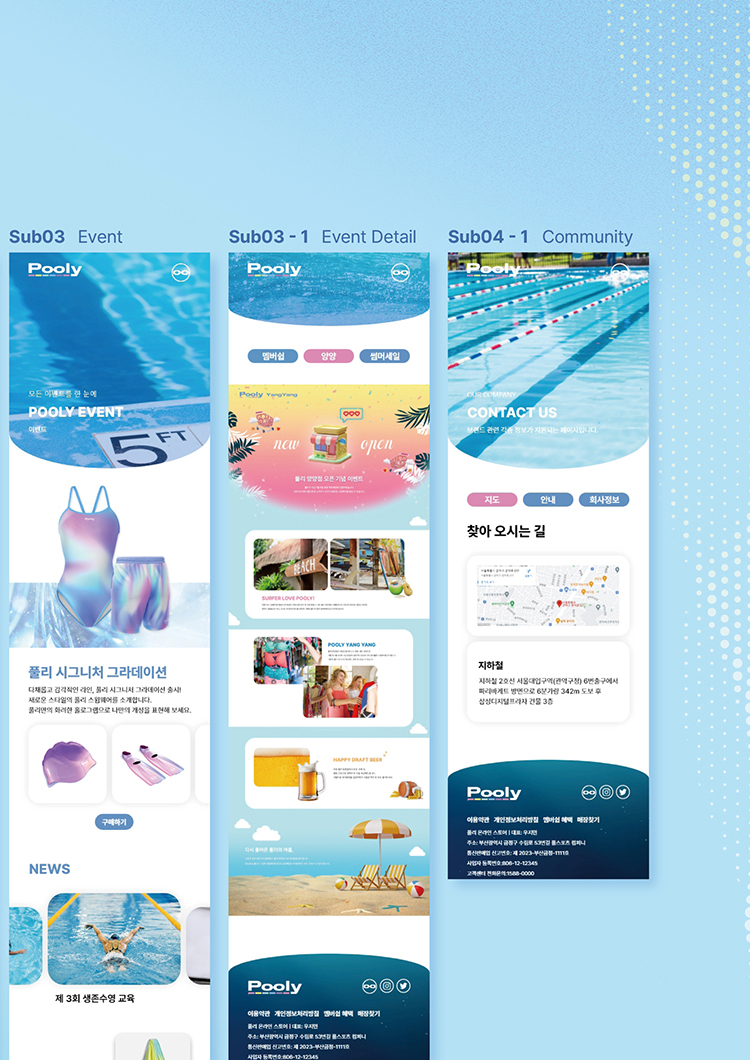 Sub03 Event
Pooly
모든 이벤트를 한 눈에
POOLY EVENT
이벤트
5 FT
풀리 시그니처 그라데이션
다채롭고 감각적인 라인, 풀리 시그니처 그라데이션 출시!
새로운 스타일의 풀리 스윔웨어를 소개합니다.
풀리만의 화려한 홀로그램으로 나만의 개성을 표현해 보세요.
구매하기
NEWS
제 3회 생존수영 교육
Sub03 - 1 Event Detail
Pooly
멤버쉽
양양
썸머세일
Pooly YangYang
new open
풀리 양양점 오픈 기념 이벤트
BEACH
SURFER LOVE POOLY!
POOLY YANG YANG
HAPPY DRAFT BEER
다시 돌아온 풀리의 여름,
Pooly
이용약관 개인정보처리방침 멤버쉽 혜택 매장찾기
풀리 온라인 스토어 | 대표: 우지민
주소: 부산광역시 금정구 수림로 53번길 풀스포츠 컴퍼니
통신판매업 신고번호: 제 2023-부산금정-1111호
사업자 등록번호:806-12-12345
Sub04 - 1 Community
Pooly
OUR COMPANY
CONTACT US
브랜드 관련 각종 정보가 지원되는 페이지입니다.
지도
안내
회사정보
찾아 오시는 길
지하철
지하철 2호선 서울대입구역(관악구청) 6번출구에서
파리바게트 방면으로 6분가량 342m 도보 후
삼성디지털프라자 건물 3층
Pooly
이용약관 개인정보처리방침 멤버쉽 혜택 매장찾기
풀리 온라인 스토어 | 대표: 우지민
주소: 부산광역시 금정구 수림로 53번길 풀스포츠 컴퍼니
통신판매업 신고번호: 제 2023-부산금정-1111호
사업자 등록번호:806-12-12345
고객센터 전화문의:1588-0000